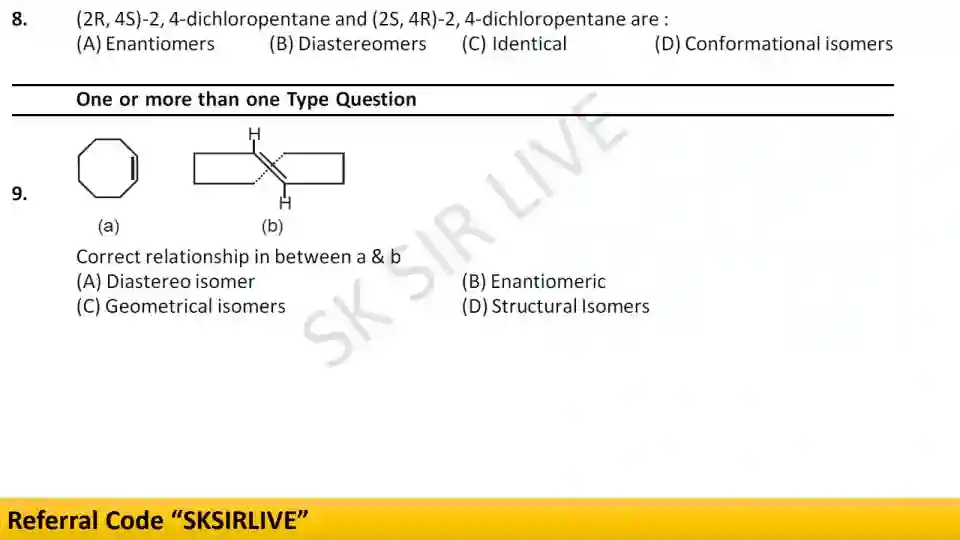 8. (2R, 4S)-2, 4-dichloropentane and (2S, 4R)-2, 4-dichloropentane are :
(A) Enantiomers (B) Diastereomers (C) Identical (D) Conformational isomers
One or more than one Type Question
H
9.
H
(a) (b)
Correct relationship in between a & b
(A) Diastereo isomer (B) Enantiomeric
(C) Geometrical isomers (D) Structural Isomers
SK SIR LIVE
Referral Code “SKSIRLIVE”